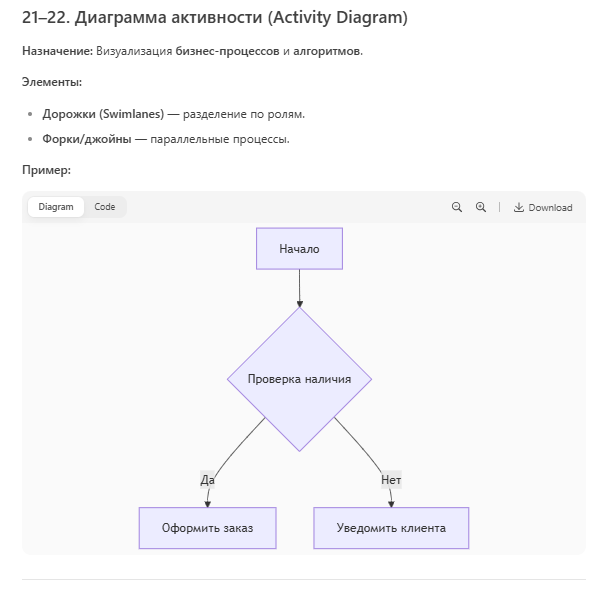 21–22. Диаграмма активности (Activity Diagram)
Назначение: Визуализация бизнес-процессов и алгоритмов.
Элементы:
• Дорожки (Swimlanes) — разделение по ролям.
• Форки/джойны — параллельные процессы.
Пример:
Diagram Code Download
Начало
Проверка наличия
Да Нет
Оформить заказ Уведомить клиента